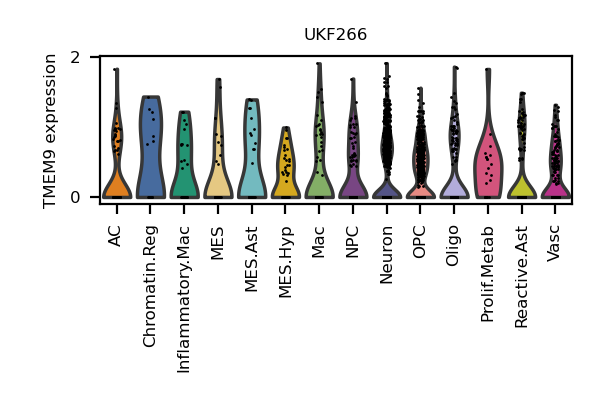 UKF266
TMEM9 expression
2
0
AC
Chromatin.Reg
Inflammatory.Mac
MES
MES.Ast
MES.Hyp
Mac
NPC
Neuron
OPC
Oligo
Prolif.Metab
Reactive.Ast
Vasc